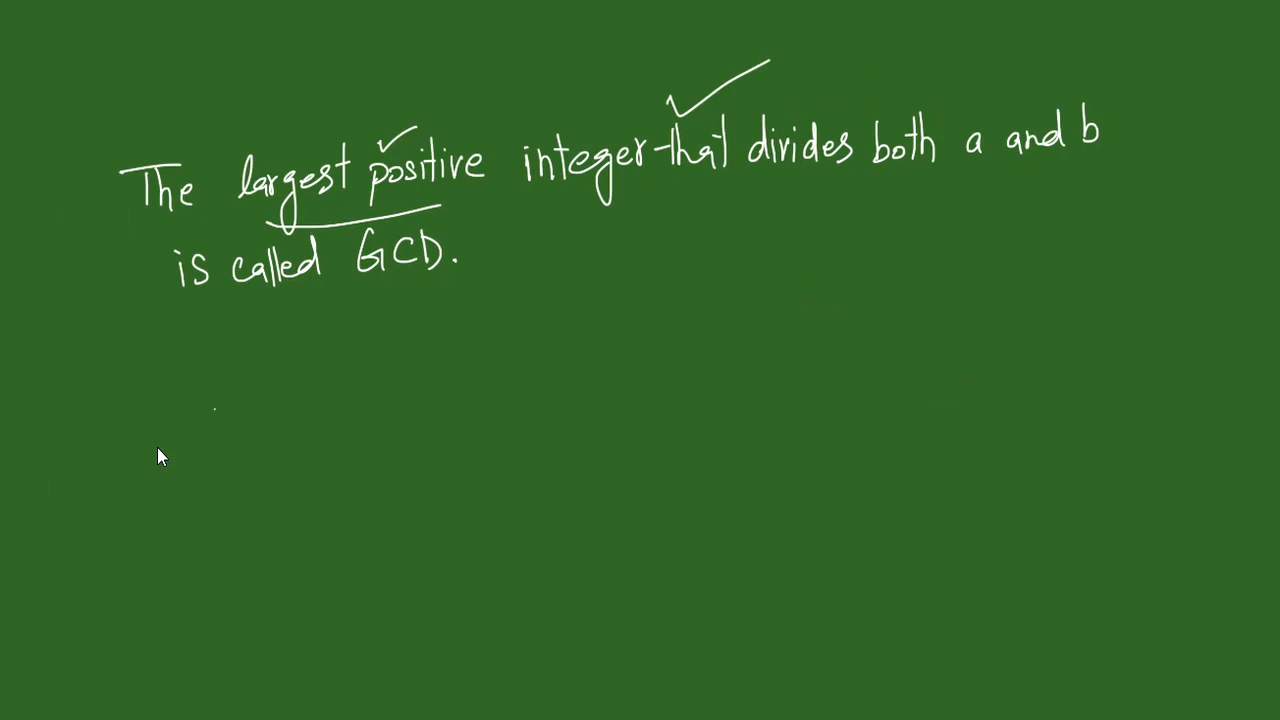 The largest positive integer that divides both a and b
is called GCD.